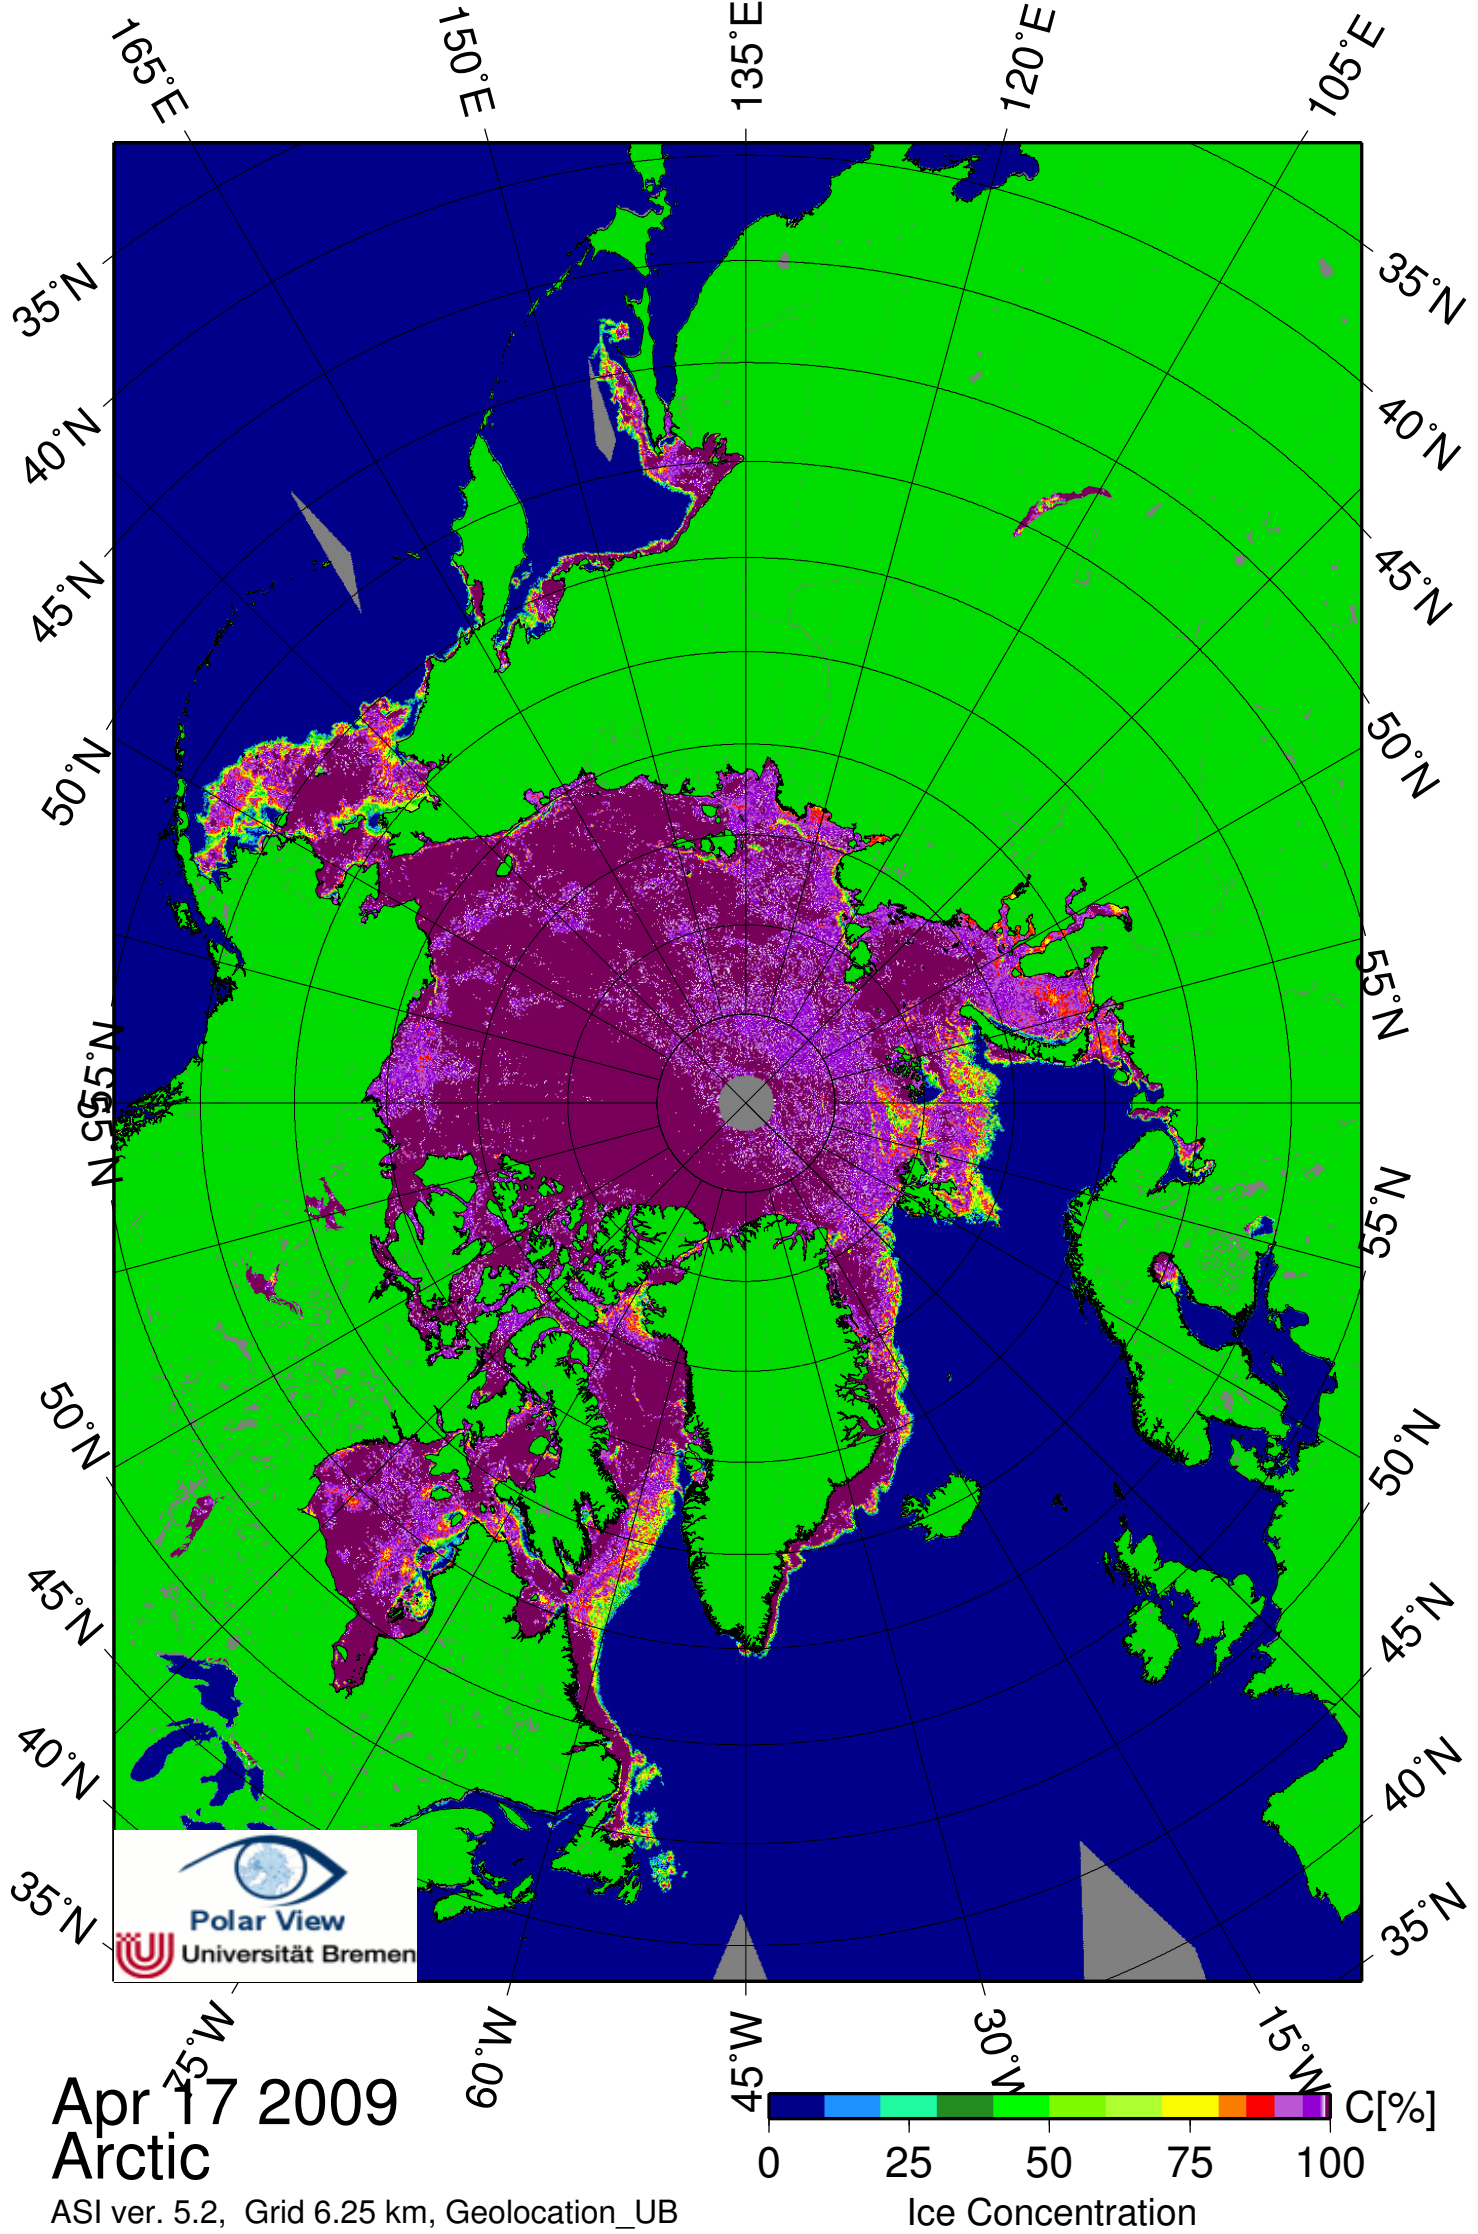 165°E 150°E 135°E 120°E 105°E
35°N 35°N
40°N 40°N
45°N 45°N
50°N 50°N
55°N 55°N
55°N 55°N
50°N 50°N
45°N 45°N
40°N 40°N
35°N 35°N
Polar View
Universität Bremen
75°W 60°W 45°W 30°W 15°W
Apr 17 2009
Arctic
ASI ver. 5.2, Grid 6.25 km, Geolocation_UB
C[%]
0 25 50 75 100
Ice Concentration